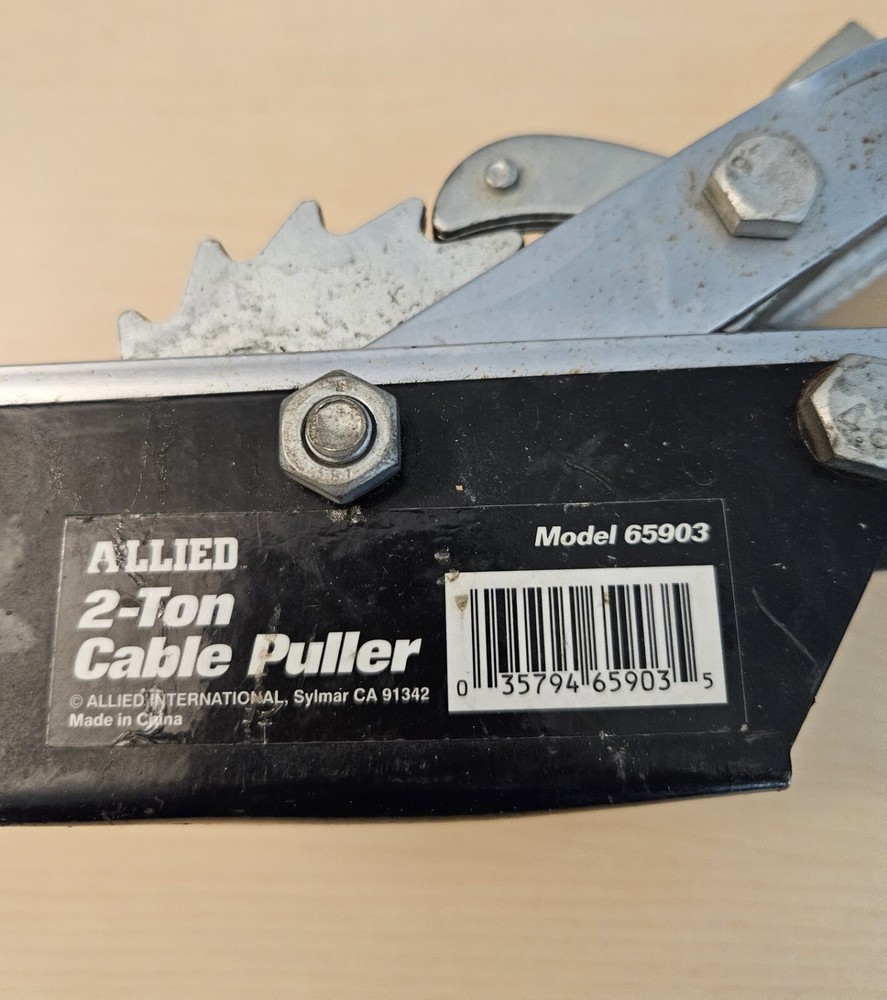 ALLIED
2-Ton
Cable Puller
© ALLIED INTERNATIONAL, Sylmar CA 91342
Made in China
Model 65903
0 35794 65903 5